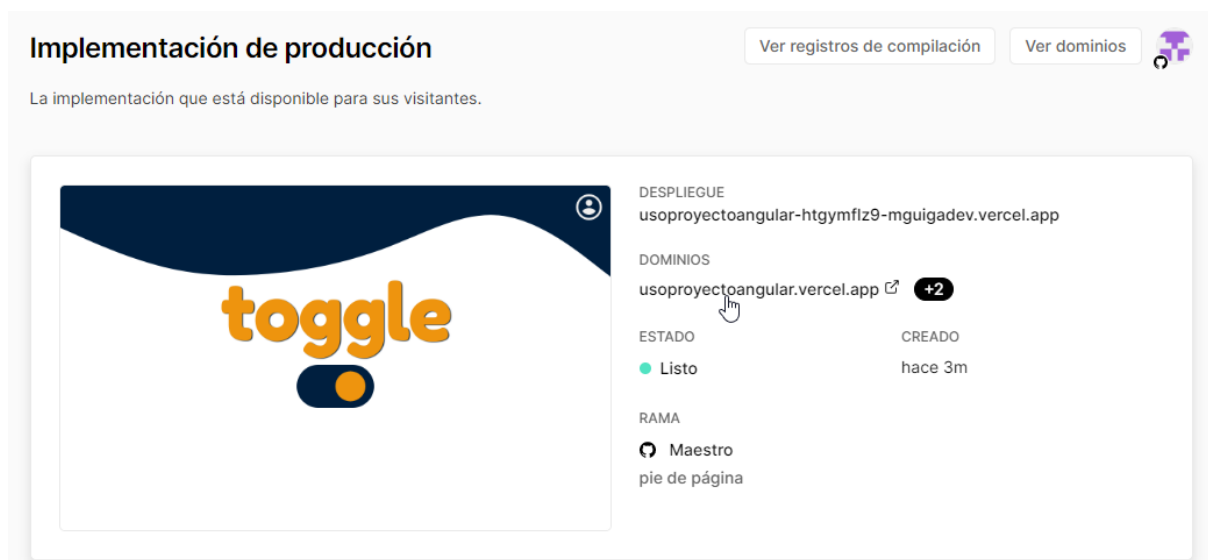 Implementación de producción
Ver registros de compilación
Ver dominios
La implementación que está disponible para sus visitantes.
toggle
DESPLIEGUE
usoproyectoangular-htgymflz9-mguigadev.vercel.app
DOMINIOS
usoproyectoangular.vercel.app +2
ESTADO
CREADO
Listo
hace 3m
RAMA
Maestro
pie de página